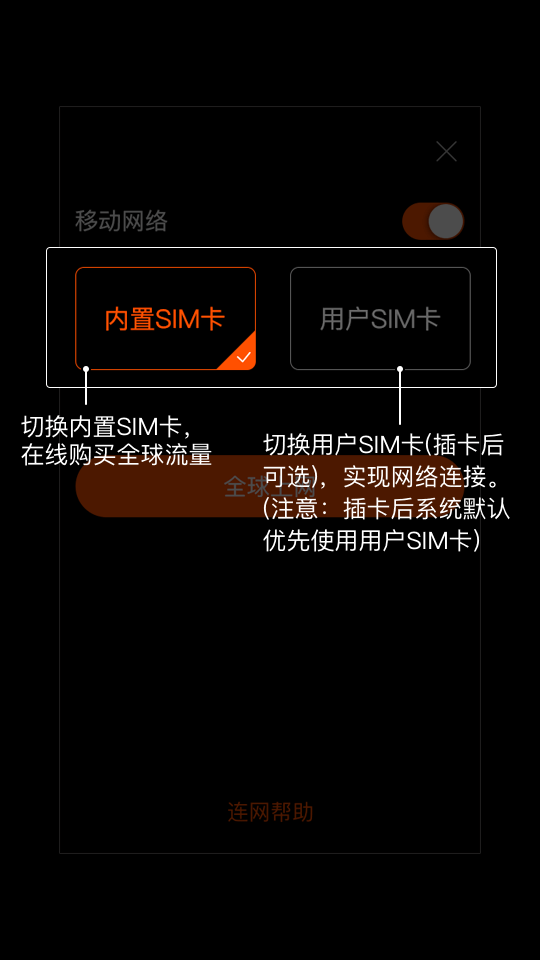 移动网络
内置SIM卡
用户SIM卡
切换内置SIM卡，
在线购买全球流量
切换用户SIM卡(插卡后
可选)，实现网络连接。
(注意：插卡后系统默认
优先使用用户SIM卡)
全球上网
连网帮助